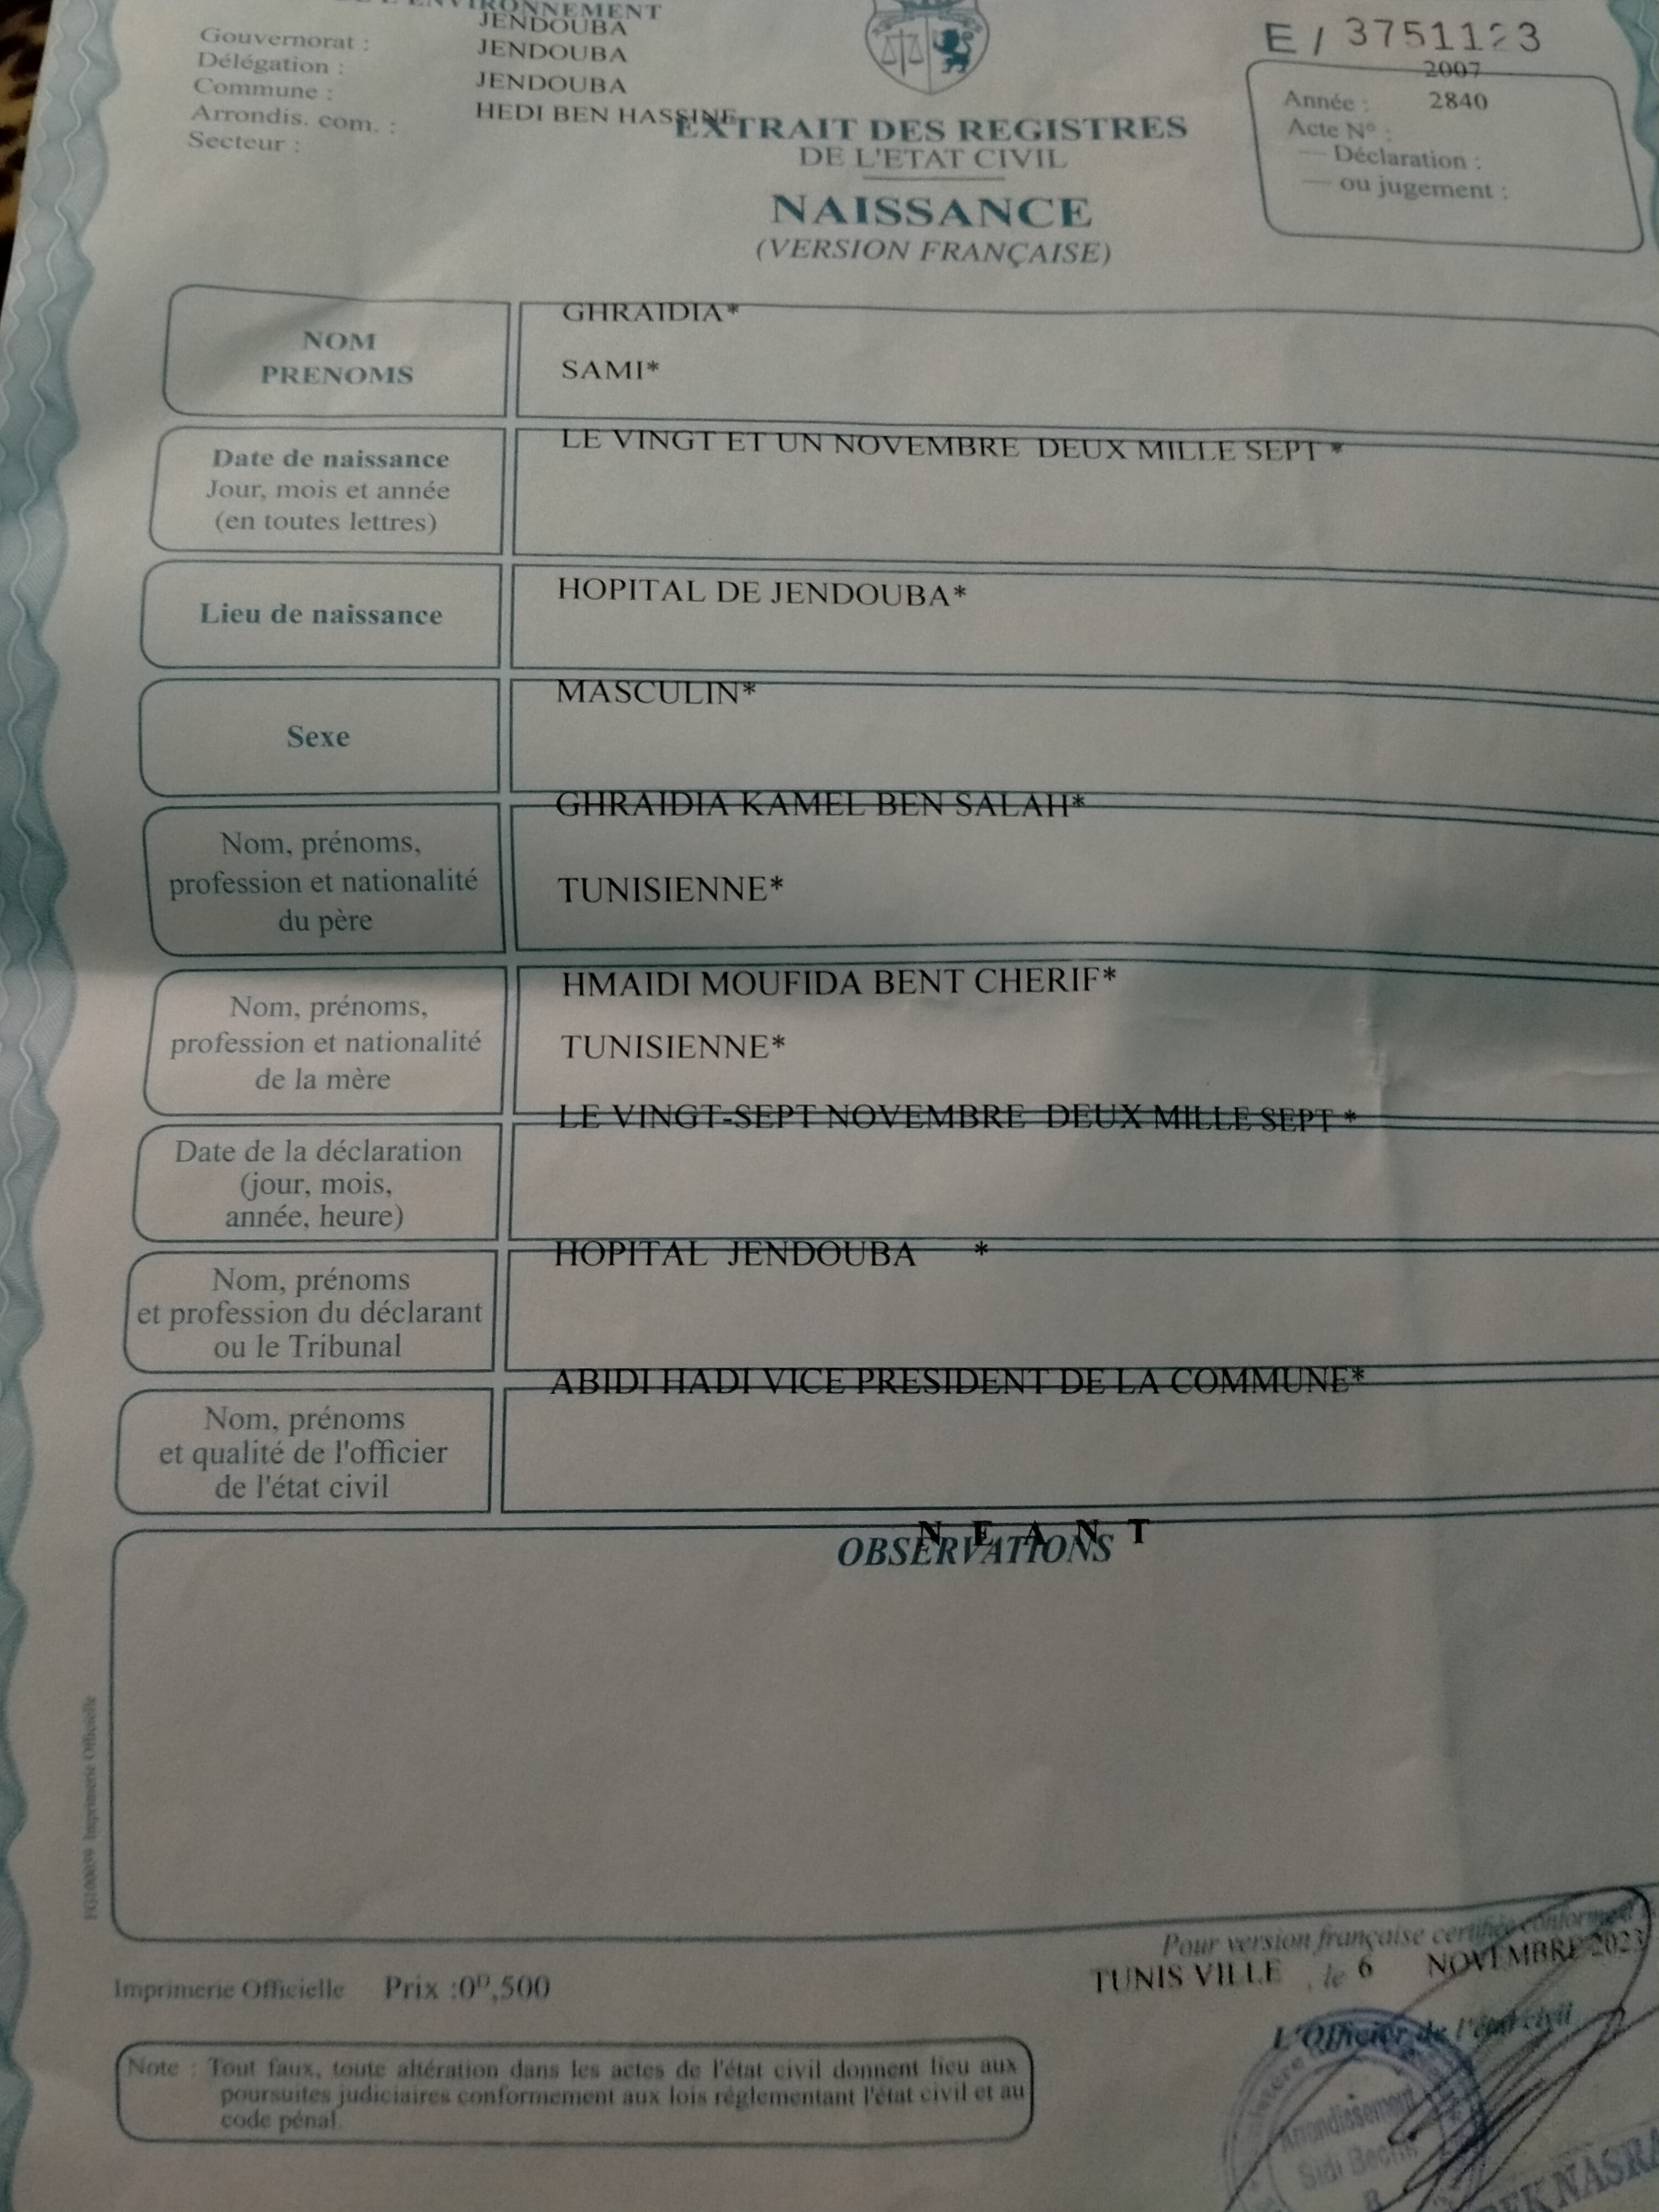 DE L'ENVIRONNEMENT
Gouvernorat : JENDOUBA
Délégation : JENDOUBA
Commune : JENDOUBA
Arrondis. com. : HEDI BEN HASSINE
Secteur :
E / 3751123
2007
Année : 2840
Acte N° :
— Déclaration :
— ou jugement :
EXTRAIT DES REGISTRES
DE L'ETAT CIVIL
NAISSANCE
(VERSION FRANÇAISE)
NOM
PRENOMS
GHRAIDIA*
SAMI*
Date de naissance
Jour, mois et année
(en toutes lettres)
LE VINGT ET UN NOVEMBRE DEUX MILLE SEPT *
Lieu de naissance
HOPITAL DE JENDOUBA*
Sexe
MASCULIN*
Nom, prénoms,
profession et nationalité
du père
GHRAIDIA KAMEL BEN SALAH*
TUNISIENNE*
Nom, prénoms,
profession et nationalité
de la mère
HMAIDI MOUFIDA BENT CHERIF*
TUNISIENNE*
Date de la déclaration
(jour, mois,
année, heure)
LE VINGT-SEPT NOVEMBRE DEUX MILLE SEPT *
Nom, prénoms
et profession du déclarant
ou le Tribunal
HOPITAL JENDOUBA *
Nom, prénoms
et qualité de l'officier
de l'état civil
ABIDI HADI VICE PRESIDENT DE LA COMMUNE*
N E A N T
OBSERVATIONS
Imprimerie Officielle
Pour version française certifiée conforme
TUNIS VILLE , le 6 NOVEMBRE 2023
L'Officier de l'état civil
Imprimerie Officielle Prix :0ᴰ,500
Note : Tout faux, toute altération dans les actes de l'état civil donnent lieu aux
poursuites judiciaires conformement aux lois réglementant l'état civil et au
code pénal.
Arrondissement
Sidi Bechir
8